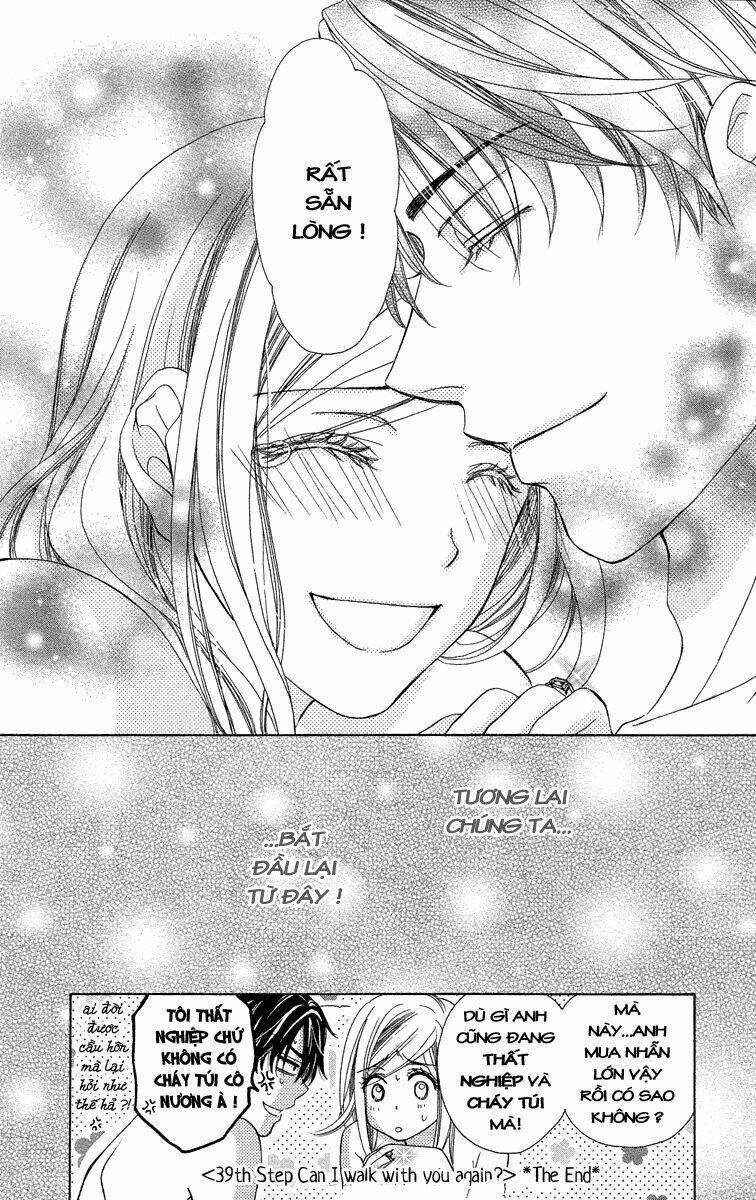 RẤT
SẴN
LÒNG !
TƯƠNG LAI
CHÚNG TA...
...BẮT
ĐẦU LẠI
TỪ ĐÂY !
MÀ
NÀY...ANH
MUA NHẪN
LỚN VẬY
RỒI CÓ SAO
KHÔNG ?
DÙ GÌ ANH
CŨNG ĐANG
THẤT
NGHIỆP VÀ
CHÁY TÚI
MÀ!
TÔI THẤT
NGHIỆP CHỨ
KHÔNG CÓ
CHÁY TÚI CÔ
NƯƠNG À !
ai đời
được
cầu hôn
mà lại
hỏi như
thế hả ?!
<39th Step Can I walk with you again?> *The End*